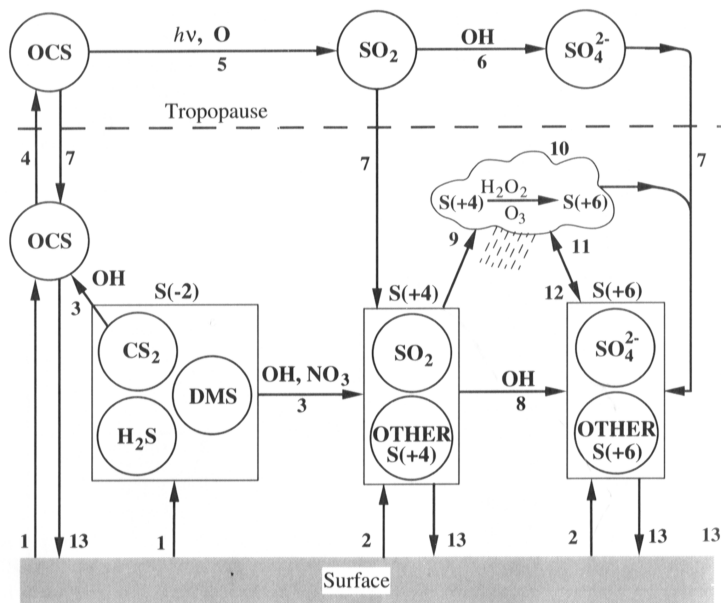 OCS
hν, O
5
SO₂
OH
6
SO₄²⁻
Tropopause
4
7
7
10
7
S(+4)
H₂O₂
O₃
S(+6)
OCS
9
11
OH
3
S(-2)
S(+4)
12
S(+6)
CS₂
DMS
H₂S
OH, NO₃
3
SO₂
OTHER
S(+4)
OH
8
SO₄²⁻
OTHER
S(+6)
1
13
1
2
13
2
13
13
Surface